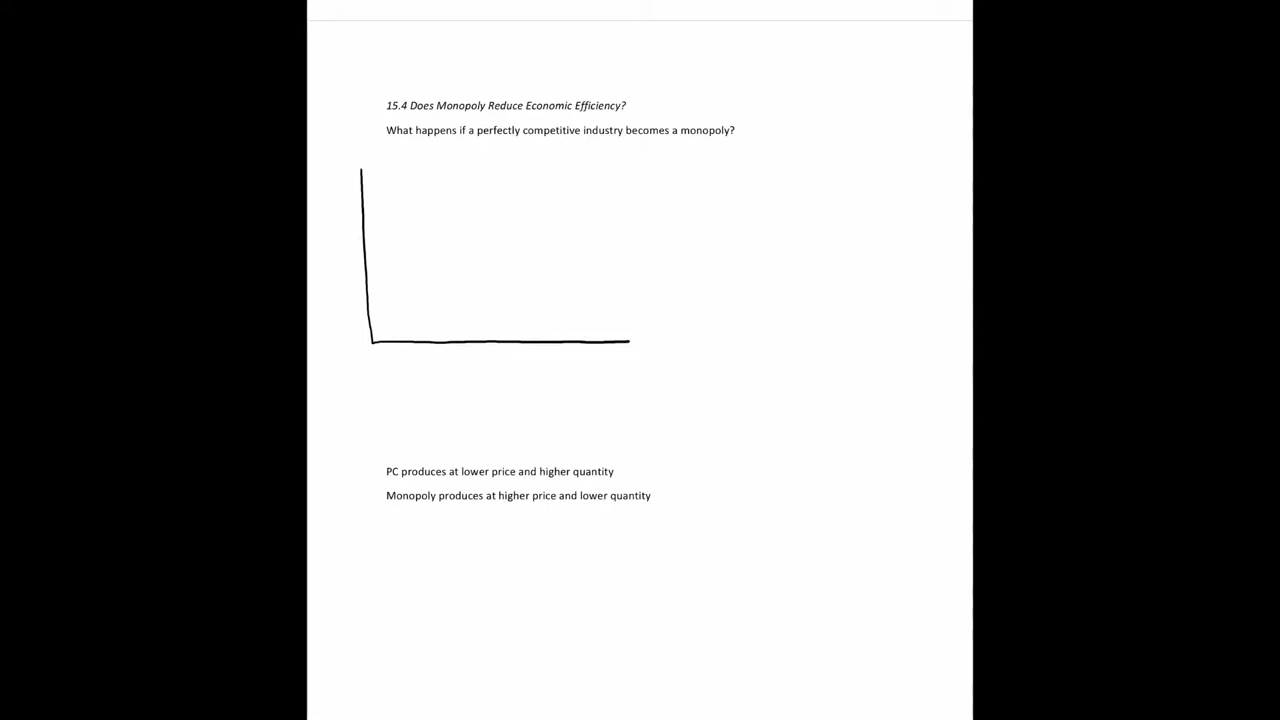 15.4 Does Monopoly Reduce Economic Efficiency?
What happens if a perfectly competitive industry becomes a monopoly?
PC produces at lower price and higher quantity
Monopoly produces at higher price and lower quantity